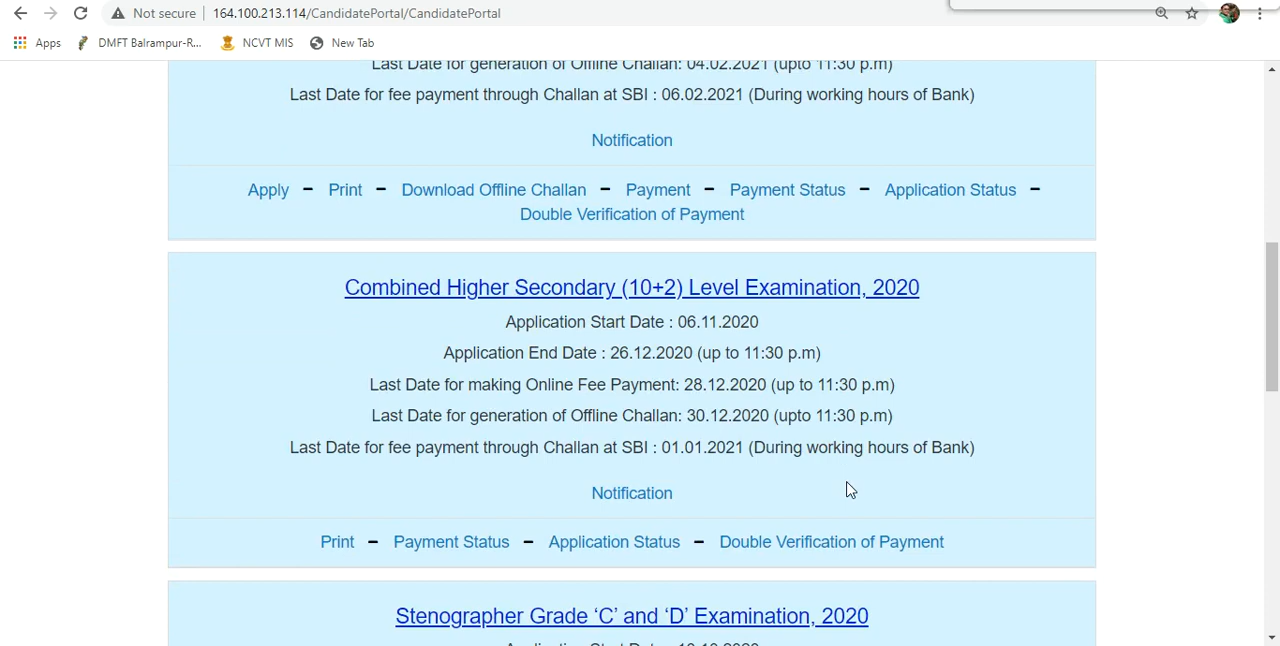 Not secure | 164.100.213.114/CandidatePortal/CandidatePortal
Apps DMFT Balrampur-R... NCVT MIS New Tab
Last Date for generation of Offline Challan: 04.02.2021 (upto 11:30 p.m)
Last Date for fee payment through Challan at SBI : 06.02.2021 (During working hours of Bank)
Notification
Apply – Print – Download Offline Challan – Payment – Payment Status – Application Status –
Double Verification of Payment
Combined Higher Secondary (10+2) Level Examination, 2020
Application Start Date : 06.11.2020
Application End Date : 26.12.2020 (up to 11:30 p.m)
Last Date for making Online Fee Payment: 28.12.2020 (up to 11:30 p.m)
Last Date for generation of Offline Challan: 30.12.2020 (upto 11:30 p.m)
Last Date for fee payment through Challan at SBI : 01.01.2021 (During working hours of Bank)
Notification
Print – Payment Status – Application Status – Double Verification of Payment
Stenographer Grade ‘C’ and ‘D’ Examination, 2020